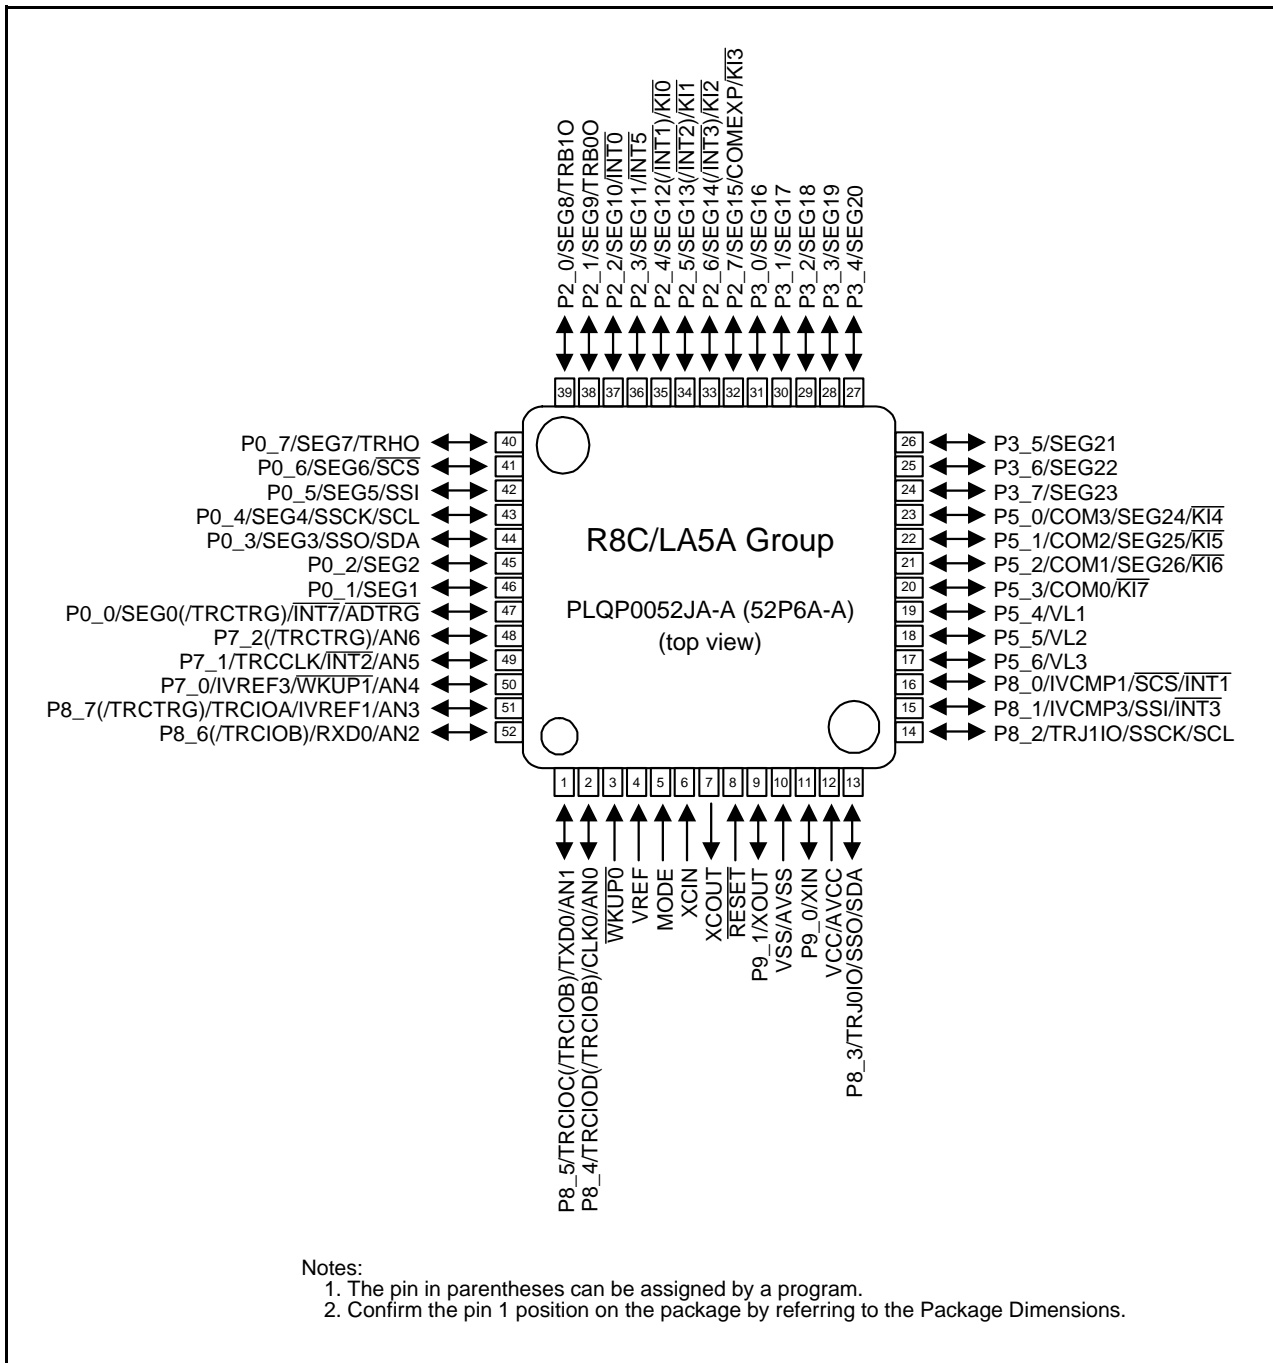 P2_0/SEG8/TRB1O
P2_1/SEG9/TRB0O
P2_2/SEG10/INT0
P2_3/SEG11/INT5
P2_4/SEG12(/INT1)/KI0
P2_5/SEG13(/INT2)/KI1
P2_6/SEG14(/INT3)/KI2
P2_7/SEG15/COMEXP/KI3
P3_0/SEG16
P3_1/SEG17
P3_2/SEG18
P3_3/SEG19
P3_4/SEG20
39 38 37 36 35 34 33 32 31 30 29 28 27
P0_7/SEG7/TRHO 40
P0_6/SEG6/SCS 41
P0_5/SEG5/SSI 42
P0_4/SEG4/SSCK/SCL 43
P0_3/SEG3/SSO/SDA 44
P0_2/SEG2 45
P0_1/SEG1 46
P0_0/SEG0(/TRCTRG)/INT7/ADTRG 47
P7_2(/TRCTRG)/AN6 48
P7_1/TRCCLK/INT2/AN5 49
P7_0/IVREF3/WKUP1/AN4 50
P8_7(/TRCTRG)/TRCIOA/IVREF1/AN3 51
P8_6(/TRCIOB)/RXD0/AN2 52
R8C/LA5A Group
PLQP0052JA-A (52P6A-A)
(top view)
26 P3_5/SEG21
25 P3_6/SEG22
24 P3_7/SEG23
23 P5_0/COM3/SEG24/KI4
22 P5_1/COM2/SEG25/KI5
21 P5_2/COM1/SEG26/KI6
20 P5_3/COM0/KI7
19 P5_4/VL1
18 P5_5/VL2
17 P5_6/VL3
16 P8_0/IVCMP1/SCS/INT1
15 P8_1/IVCMP3/SSI/INT3
14 P8_2/TRJ1IO/SSCK/SCL
1 2 3 4 5 6 7 8 9 10 11 12 13
P8_5/TRCIOC(/TRCIOB)/TXD0/AN1
P8_4/TRCIOD(/TRCIOB)/CLK0/AN0
WKUP0
VREF
MODE
XCIN
XCOUT
RESET
P9_1/XOUT
VSS/AVSS
P9_0/XIN
VCC/AVCC
P8_3/TRJ0IO/SSO/SDA
Notes:
1. The pin in parentheses can be assigned by a program.
2. Confirm the pin 1 position on the package by referring to the Package Dimensions.